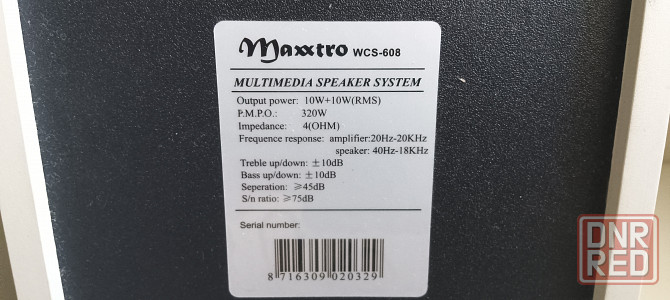 Maxxtro WCS-608
MULTIMEDIA SPEAKER SYSTEM
Output power: 10W+10W(RMS)
P.M.P.O.: 320W
Impedance: 4(OHM)
Frequence response: amplifier:20Hz-20KHz
speaker: 40Hz-18KHz
Treble up/down: ±10dB
Bass up/down: ±10dB
Seperation: ≥45dB
S/n ratio: ≥75dB
Serial number:
8 716309 020329
DNR
RED